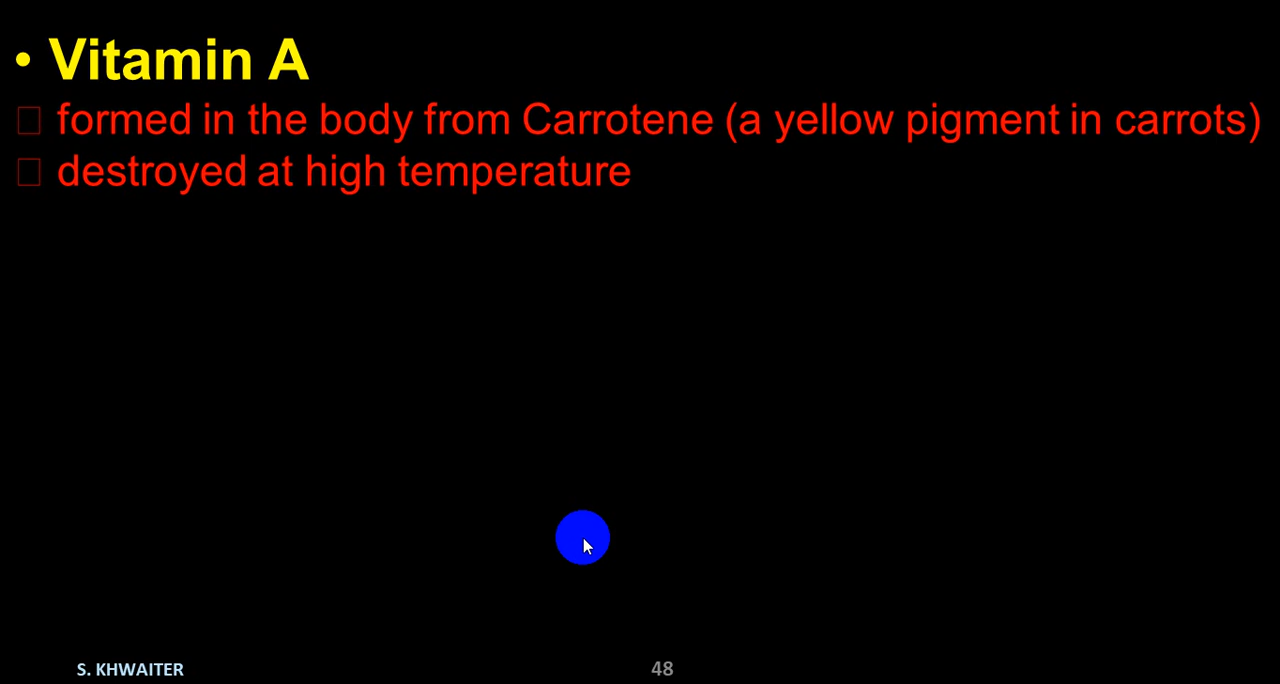 • Vitamin A
formed in the body from Carrotene (a yellow pigment in carrots)
destroyed at high temperature
S. KHWAITER
48